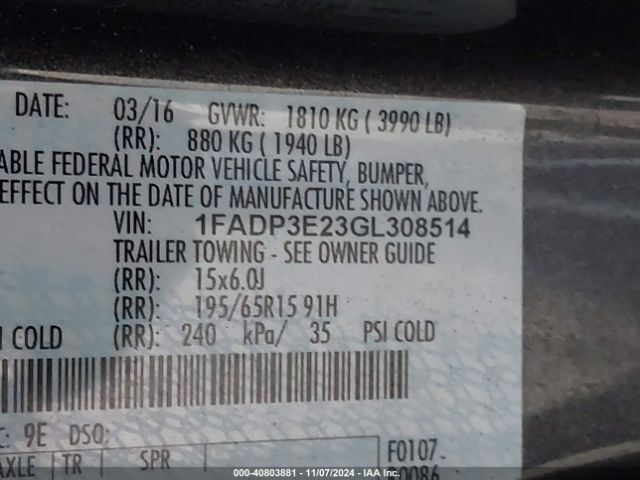 DATE: 03/16 GVWR: 1810 KG ( 3990 LB)
(RR): 880 KG ( 1940 LB)
ABLE FEDERAL MOTOR VEHICLE SAFETY, BUMPER,
EFFECT ON THE DATE OF MANUFACTURE SHOWN ABOVE.
VIN: 1FADP3E23GL308514
TRAILER TOWING - SEE OWNER GUIDE
(RR): 15x6.0J
(RR): 195/65R15 91H
I COLD (RR): 240 kPa/ 35 PSI COLD
C: 9E DSO:
F0107-
AXLE TR SPR 0086
000-40803881 - 11/07/2024 - IAA Inc.